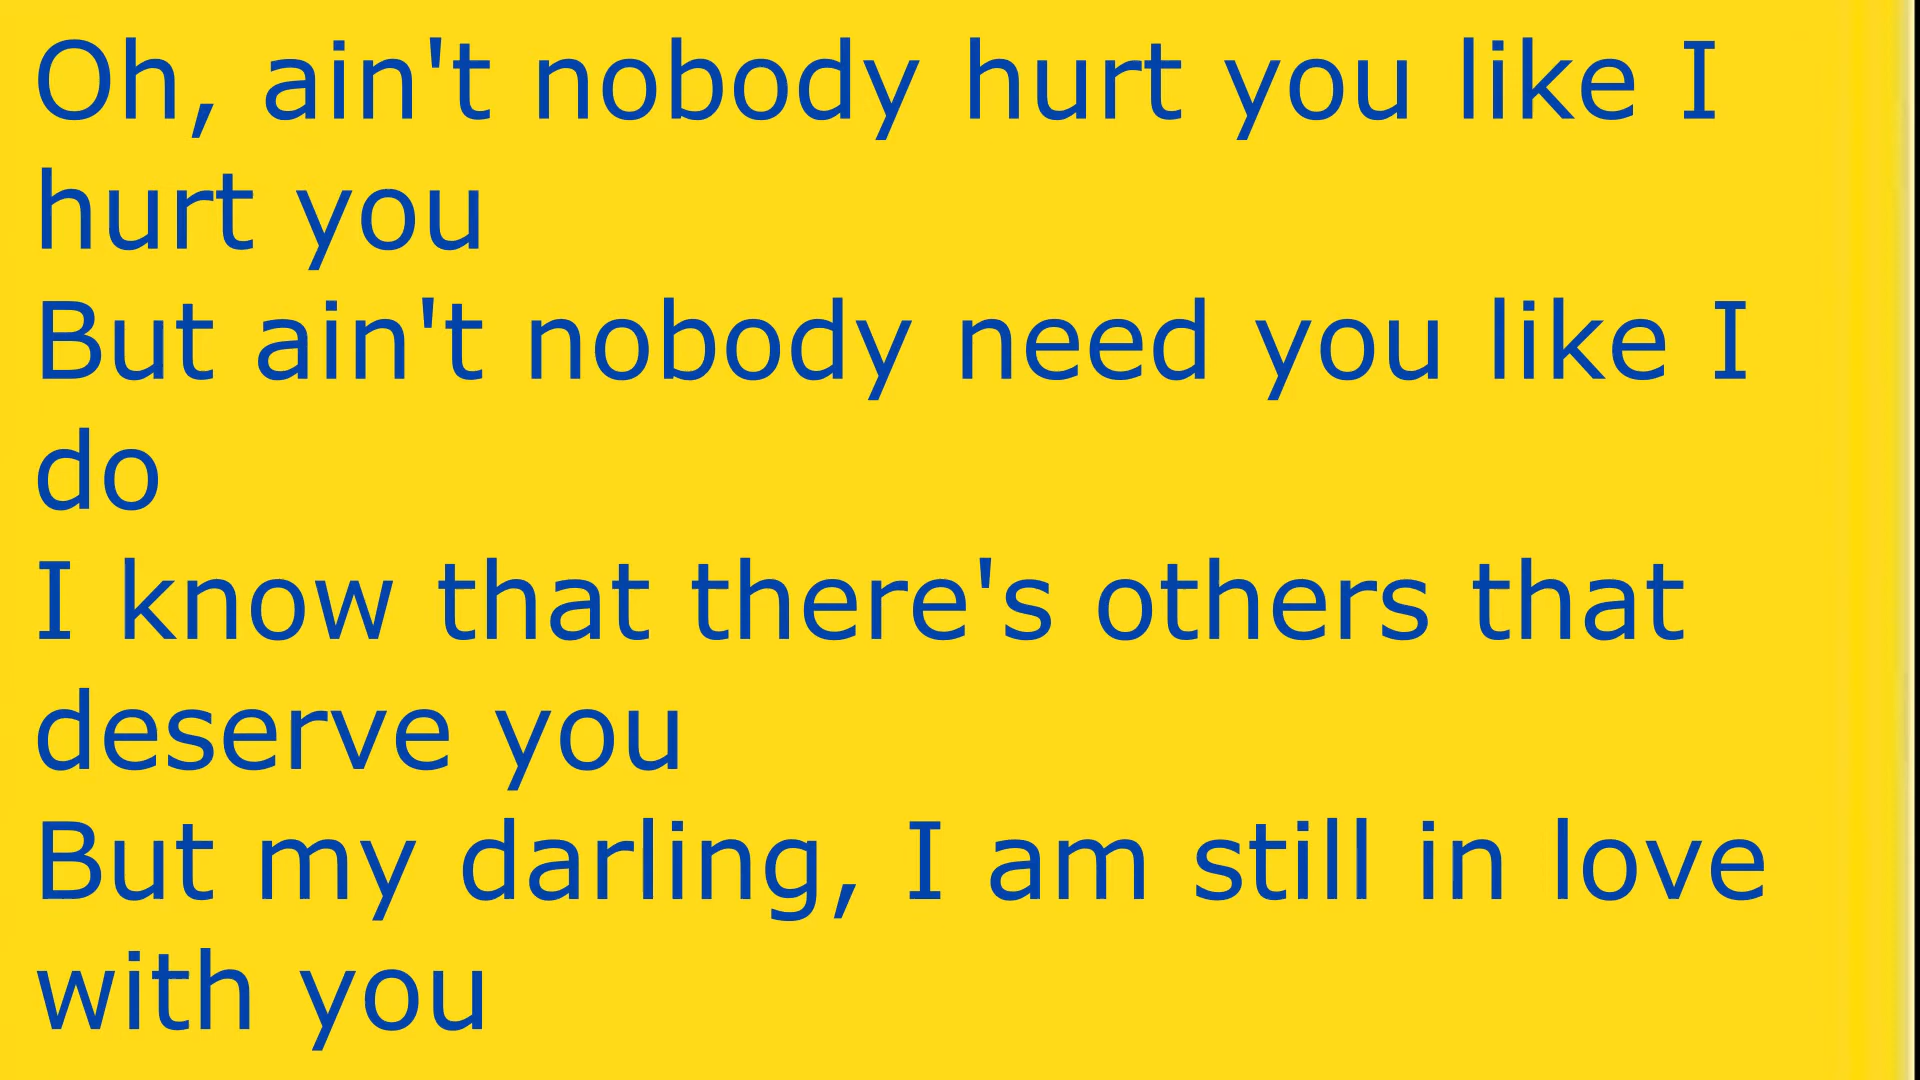 Oh, ain't nobody hurt you like I
hurt you
But ain't nobody need you like I
do
I know that there's others that
deserve you
But my darling, I am still in love
with you